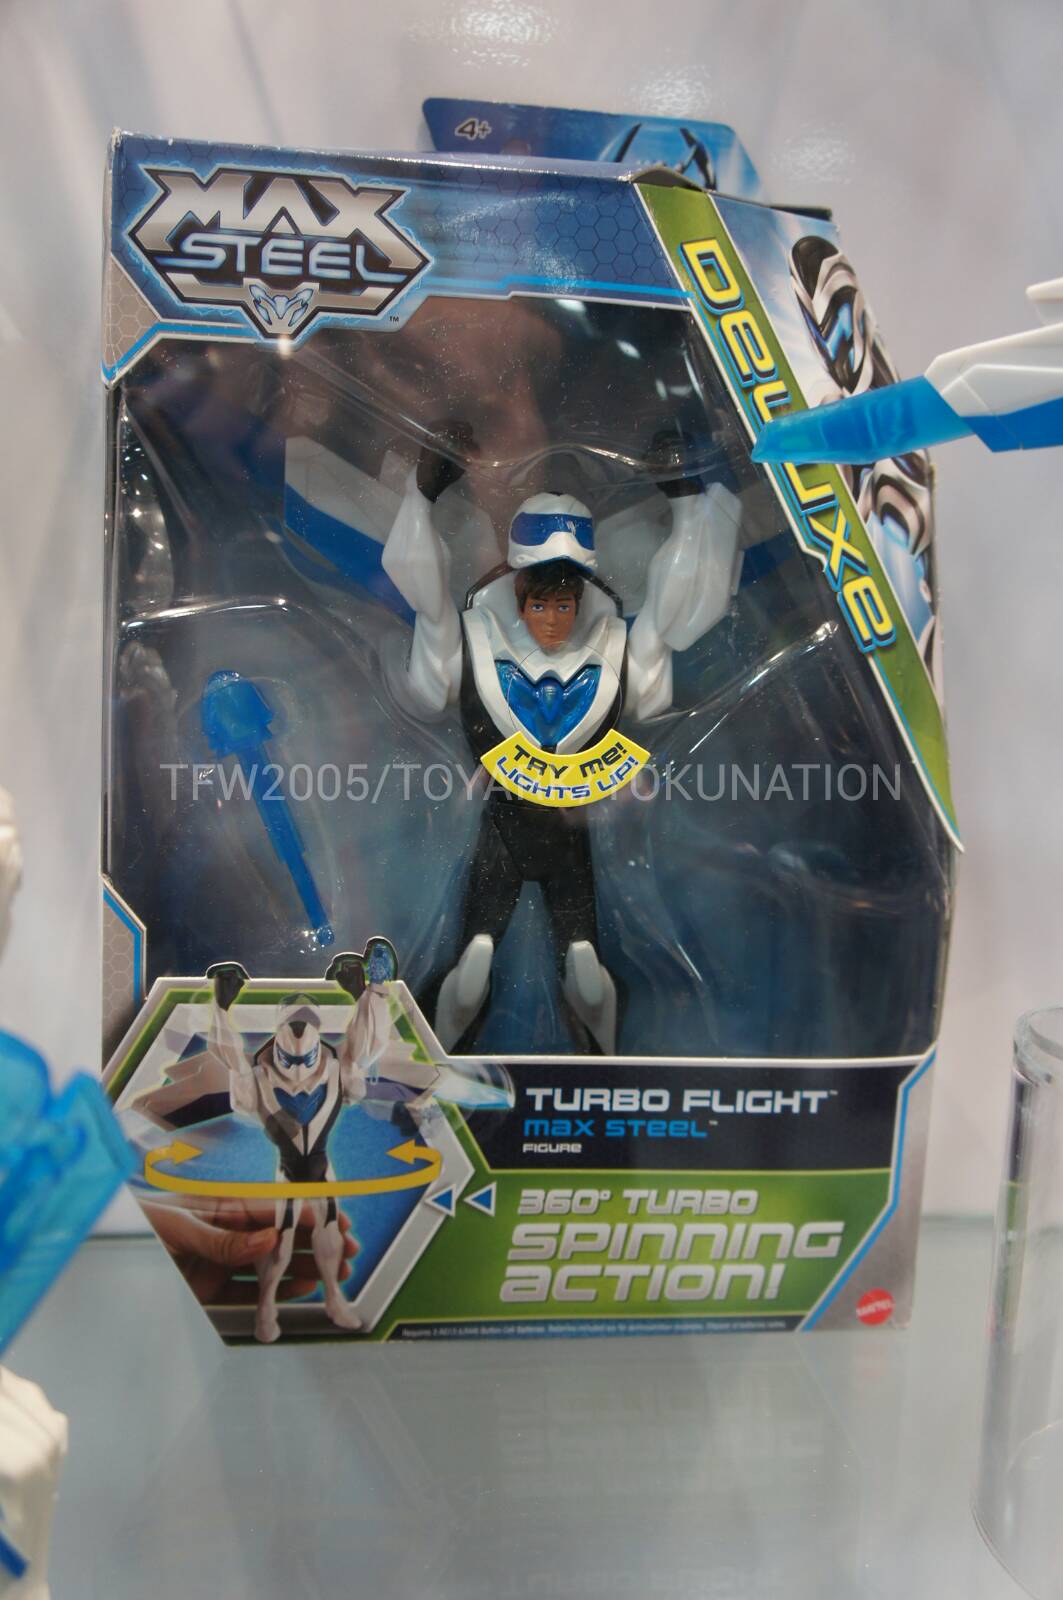 4+
MAX
STEEL
™
DELUXE
TRY ME!
LIGHTS UP!
TFW2005/TOYARK/TOKUNATION
TURBO FLIGHT™
MAX STEEL™
FIGURE
360° TURBO
SPINNING
ACTION!
MATTEL